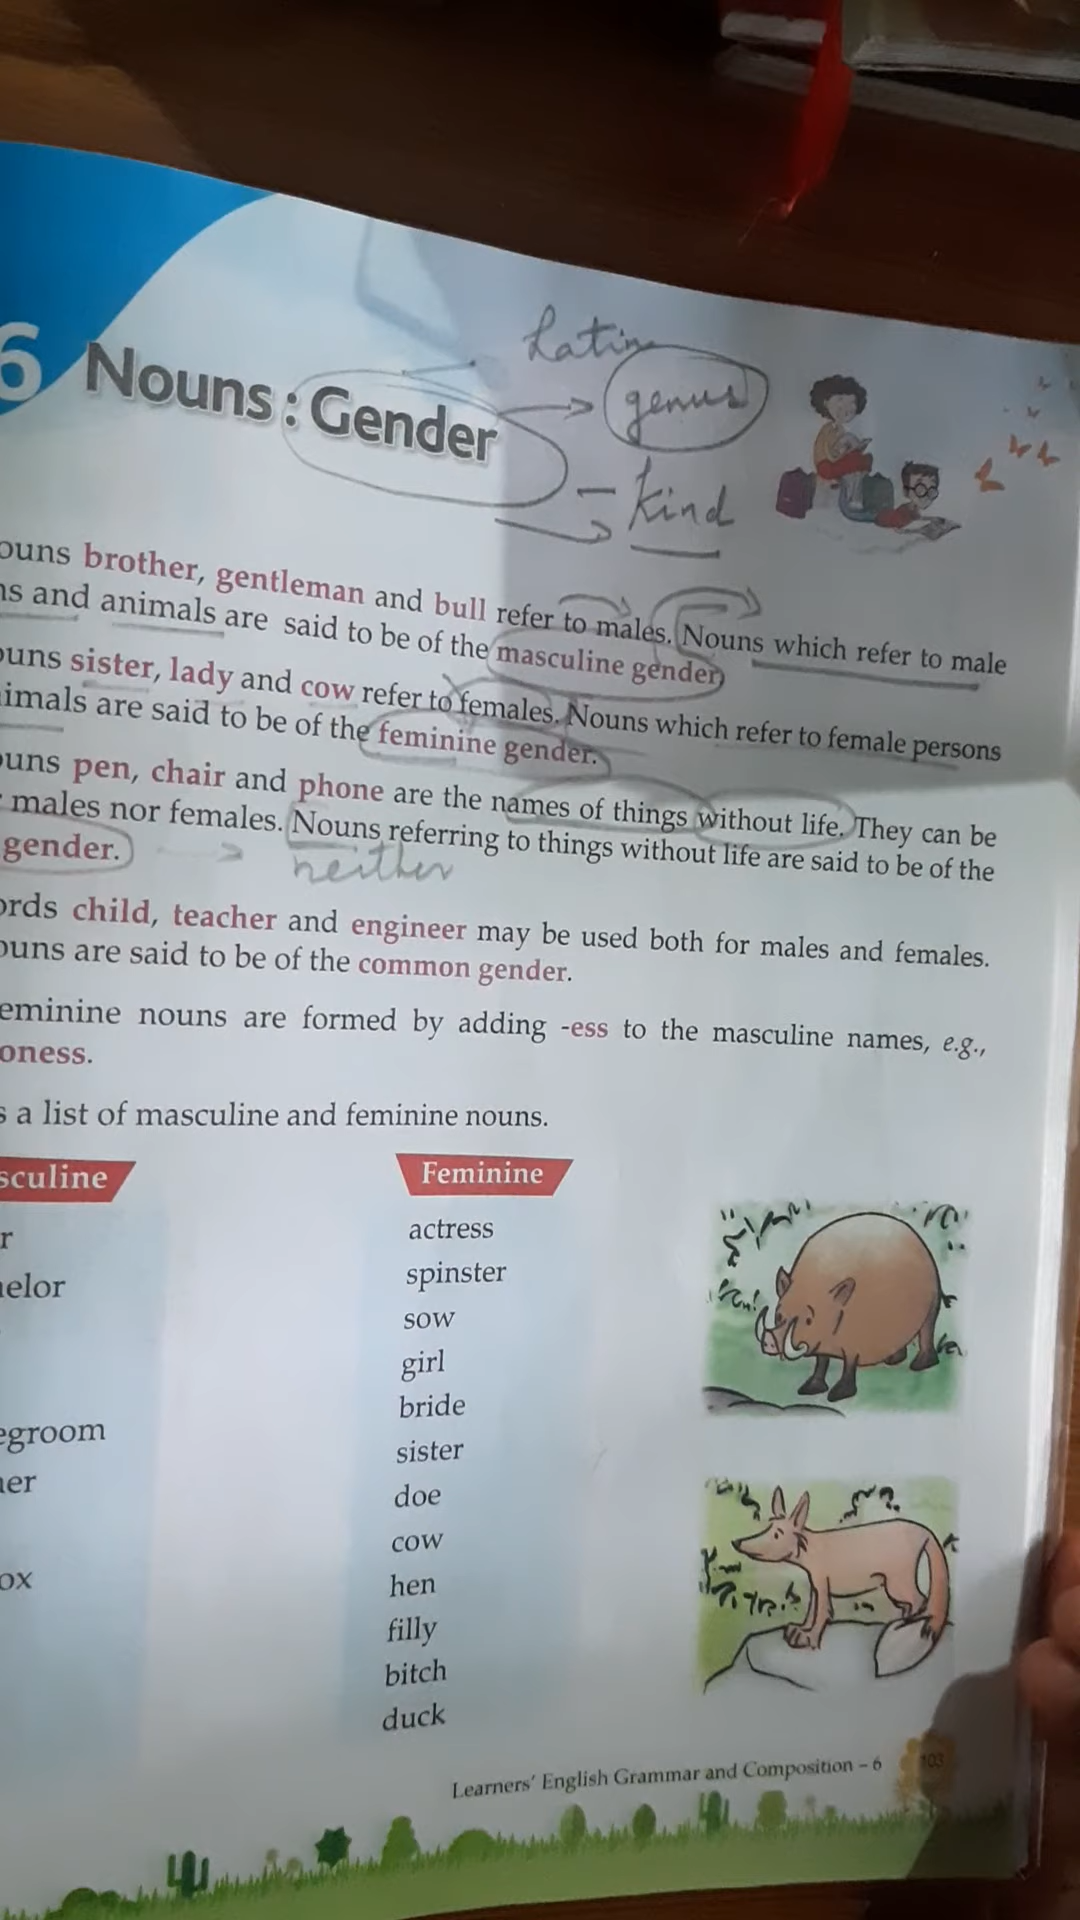 Latin
6 Nouns : Gender
genus
kind
ouns brother, gentleman and bull refer to males. Nouns which refer to male
ns and animals are said to be of the masculine gender
ouns sister, lady and cow refer to females. Nouns which refer to female persons
imals are said to be of the feminine gender.
ouns pen, chair and phone are the names of things without life. They can be
males nor females. Nouns referring to things without life are said to be of the
gender.
neither
ords child, teacher and engineer may be used both for males and females.
ouns are said to be of the common gender.
eminine nouns are formed by adding -ess to the masculine names, e.g.,
oness.
s a list of masculine and feminine nouns.
sculine Feminine
r actress
helor spinster
sow
girl
egroom bride
her sister
doe
ox cow
hen
filly
bitch
duck
Learners' English Grammar and Composition – 6 103